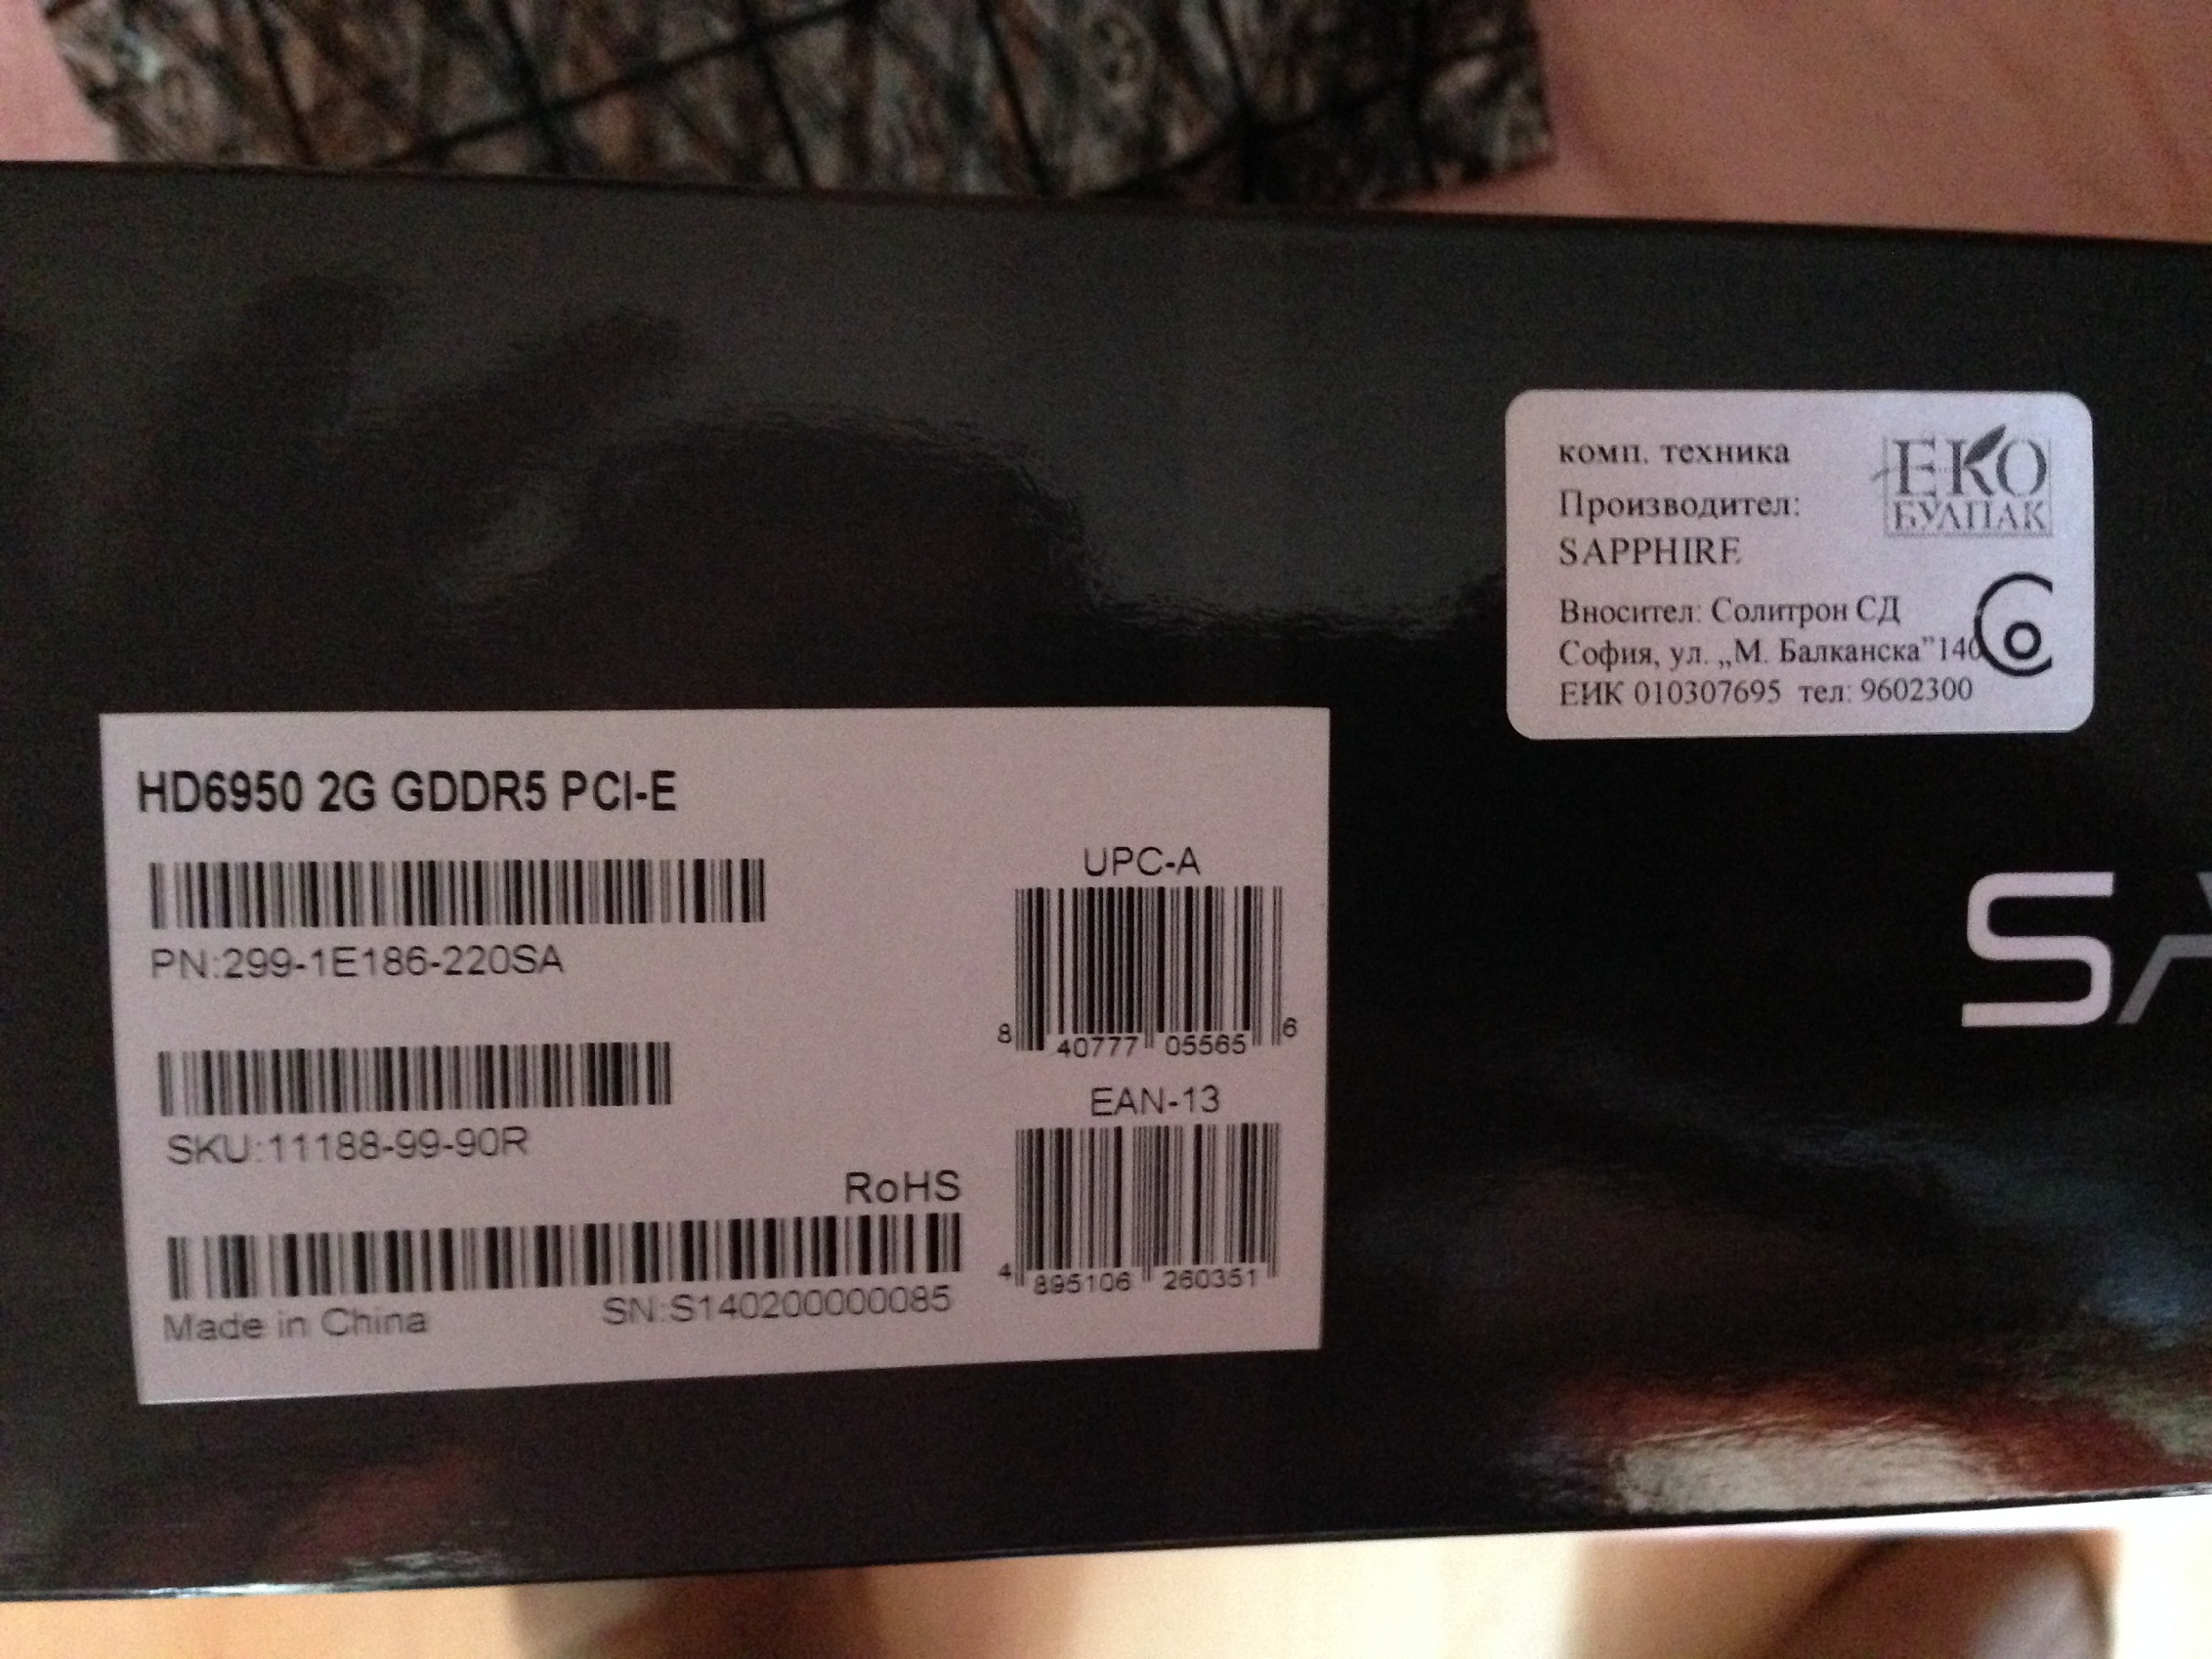 комп. техника
Производител:
SAPPHIRE
Вносител: Солитрон СД
София, ул. „М. Балканска”140
ЕИК 010307695 тел: 9602300
ЕКО
БУЛПАК
HD6950 2G GDDR5 PCI-E
PN:299-1E186-220SA
SKU:11188-99-90R
RoHS
Made in China SN:S140200000085
UPC-A
8 40777 05565 6
EAN-13
4 895106 260351
SA